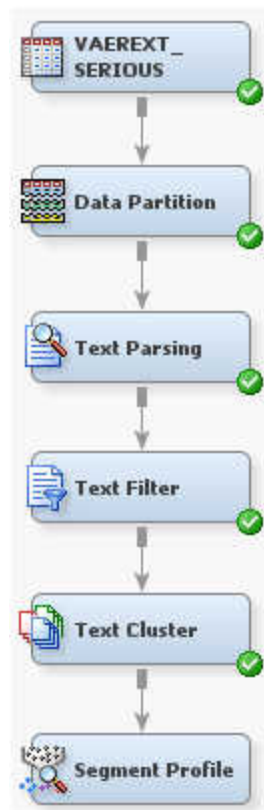 VAEREXT_
SERIOUS
Data Partition
Text Parsing
Text Filter
Text Cluster
Segment Profile